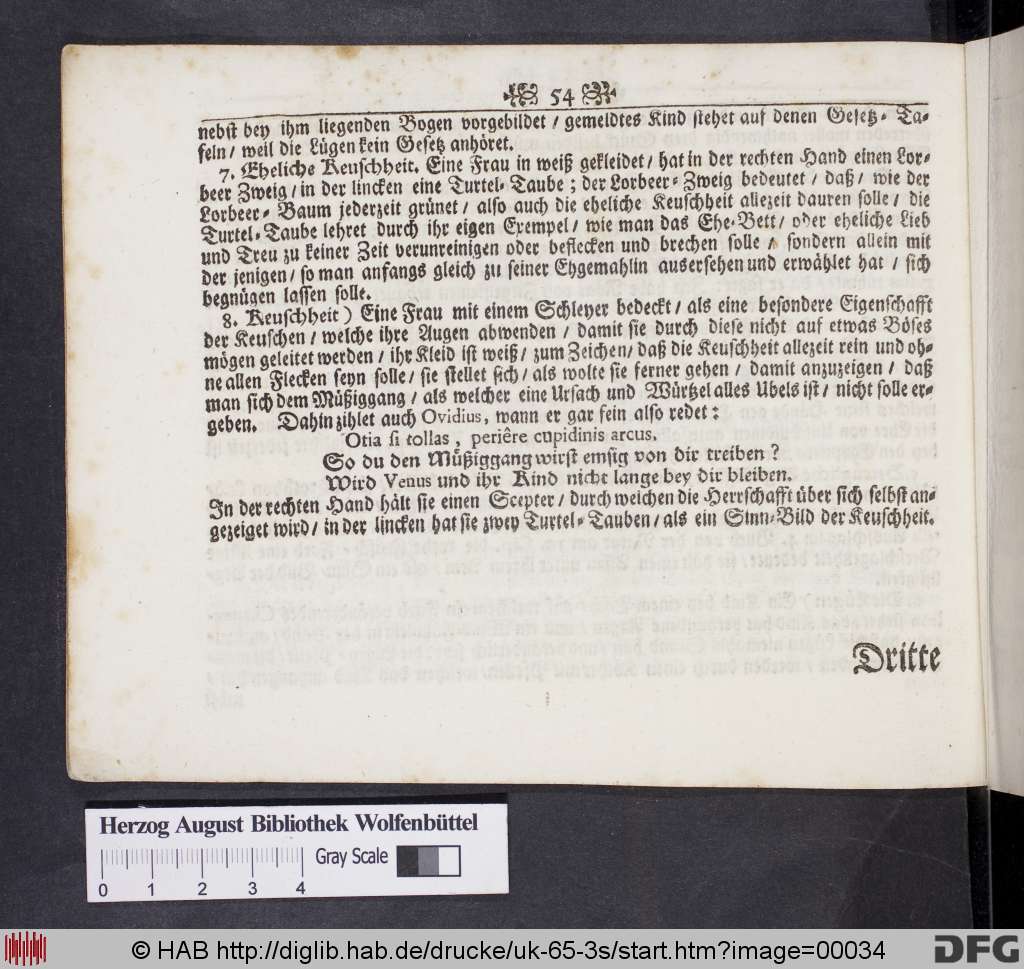 54
nebst bey ihm liegenden Bogen vorgebildet / gemeldtes Kind stehet auf denen Gesetz- Ta-
feln / weil die Lügen kein Gesetz anhöret.
7. Eheliche Keuschheit. Eine Frau in weiß gekleidet / hat in der rechten Hand einen Lor-
beer Zweig / in der lincken eine Turtel- Taube ; der Lorbeer- Zweig bedeutet / daß / wie der
Lorbeer- Baum jederzeit grünet / also auch die eheliche Keuschheit allezeit dauren solle / die
Turtel-Taube lehret durch ihr eigen Exempel / wie man das Ehe-Bett / oder eheliche Lieb
und Treu zu keiner Zeit verunreinigen oder beflecken und brechen solle / sondern allein mit
der jenigen / so man anfangs gleich zu seiner Ehgemahlin ausersehen und erwählet hat / sich
begnügen lassen solle.
8. Keuschheit ) Eine Frau mit einem Schleyer bedeckt / als eine besondere Eigenschafft
der Keuschen / welche ihre Augen abwenden / damit sie durch diese nicht auf etwas Böses
mögen geleitet werden / ihr Kleid ist weiß / zum Zeichen / daß die Keuschheit allezeit rein und oh-
ne allen Flecken seyn solle / sie stellet sich / als wolte sie ferner gehen / damit anzuzeigen / daß
man sich dem Müßiggang / als welcher eine Ursach und Würtzel alles Ubels ist / nicht solle er-
geben. Dahin zihlet auch Ovidius, wann er gar fein also redet :
Otia si tollas , periêre cupidinis arcus.
So du den Müßiggang wirst emsig von dir treiben ?
Wird Venus und ihr Kind nicht lange bey dir bleiben.
In der rechten Hand hält sie einen Scepter / durch welchen die Herrschafft über sich selbst an-
gezeiget wird / in der lincken hat sie zwey Turtel- Tauben / als ein Sinn-Bild der Keuschheit.
Dritte
Herzog August Bibliothek Wolfenbüttel
Gray Scale
0 1 2 3 4
© HAB http://diglib.hab.de/drucke/uk-65-3s/start.htm?image=00034
DFG